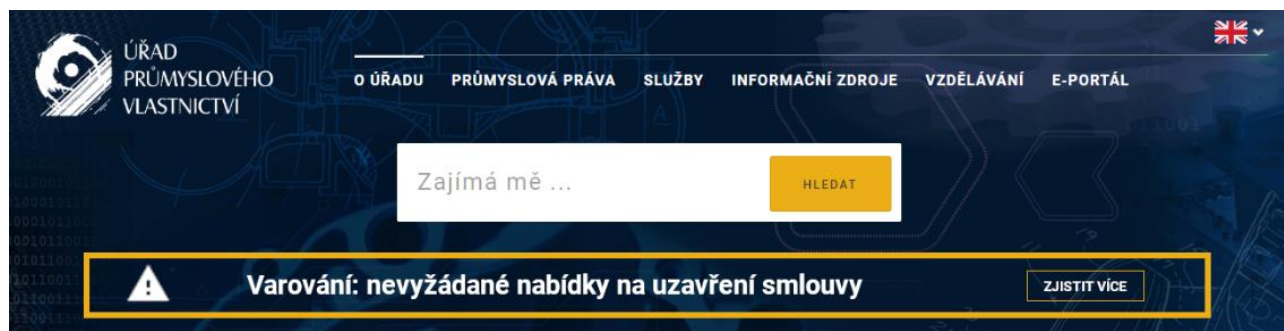 ÚŘAD
PRŮMYSLOVÉHO
VLASTNICTVÍ
O ÚŘADU PRŮMYSLOVÁ PRÁVA SLUŽBY INFORMAČNÍ ZDROJE VZDĚLÁVÁNÍ E-PORTÁL
Zajímá mě ...
HLEDAT
Varování: nevyžádané nabídky na uzavření smlouvy
ZJISTIT VÍCE